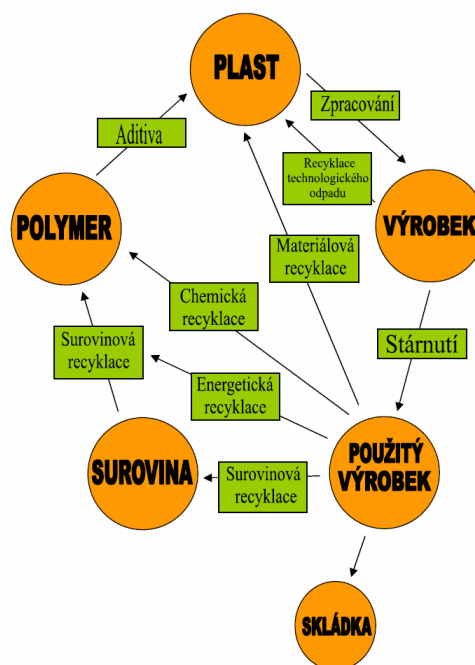 PLAST
Zpracování
Aditiva
Recyklace
technologického
odpadu
POLYMER
VÝROBEK
Materiálová
recyklace
Chemická
recyklace
Surovinová
recyklace
Stárnutí
Energetická
recyklace
SUROVINA
Surovinová
recyklace
POUŽITÝ
VÝROBEK
SKLÁDKA